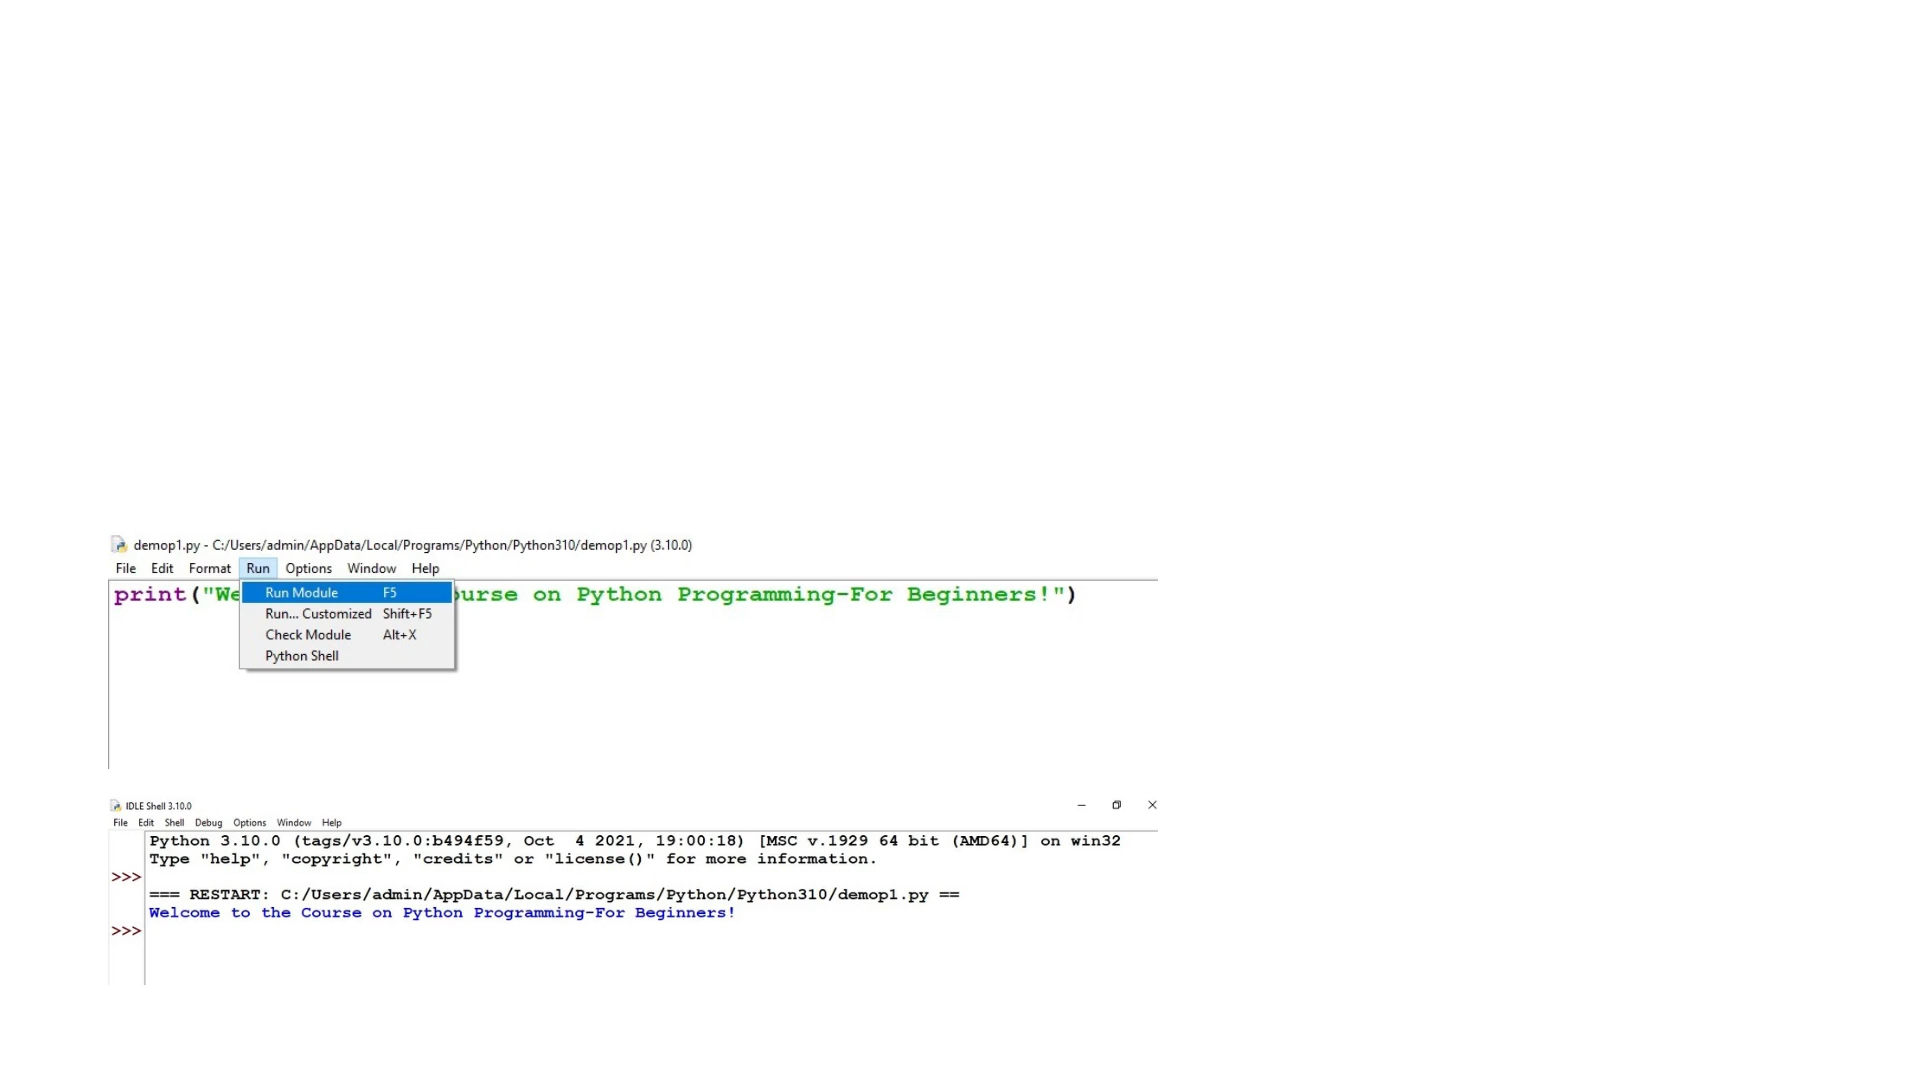 demop1.py - C:/Users/admin/AppData/Local/Programs/Python/Python310/demop1.py (3.10.0)
File Edit Format Run Options Window Help
print("We ourse on Python Programming-For Beginners!")
Run Module F5
Run... Customized Shift+F5
Check Module Alt+X
Python Shell
IDLE Shell 3.10.0
File Edit Shell Debug Options Window Help
Python 3.10.0 (tags/v3.10.0:b494f59, Oct 4 2021, 19:00:18) [MSC v.1929 64 bit (AMD64)] on win32
Type "help", "copyright", "credits" or "license()" for more information.
>>>
=== RESTART: C:/Users/admin/AppData/Local/Programs/Python/Python310/demop1.py ==
Welcome to the Course on Python Programming-For Beginners!
>>>